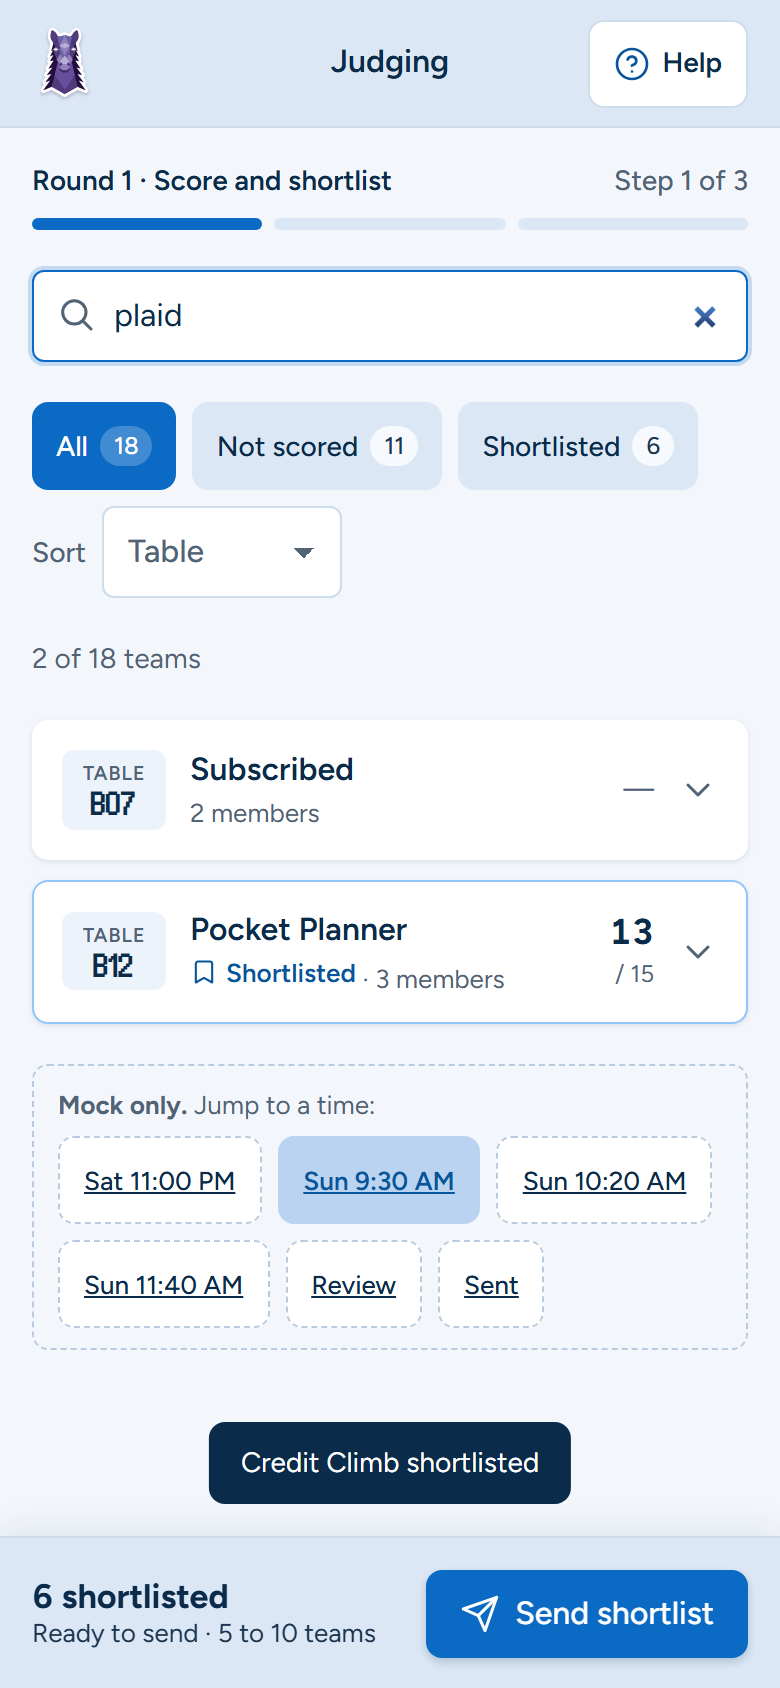 Judging
Help
Round 1 · Score and shortlist
Step 1 of 3
plaid
All 18
Not scored 11
Shortlisted 6
Sort
Table
2 of 18 teams
TABLE
B07
Subscribed
2 members
—
TABLE
B12
Pocket Planner
Shortlisted · 3 members
13
/ 15
Mock only. Jump to a time:
Sat 11:00 PM
Sun 9:30 AM
Sun 10:20 AM
Sun 11:40 AM
Review
Sent
Credit Climb shortlisted
6 shortlisted
Ready to send · 5 to 10 teams
Send shortlist